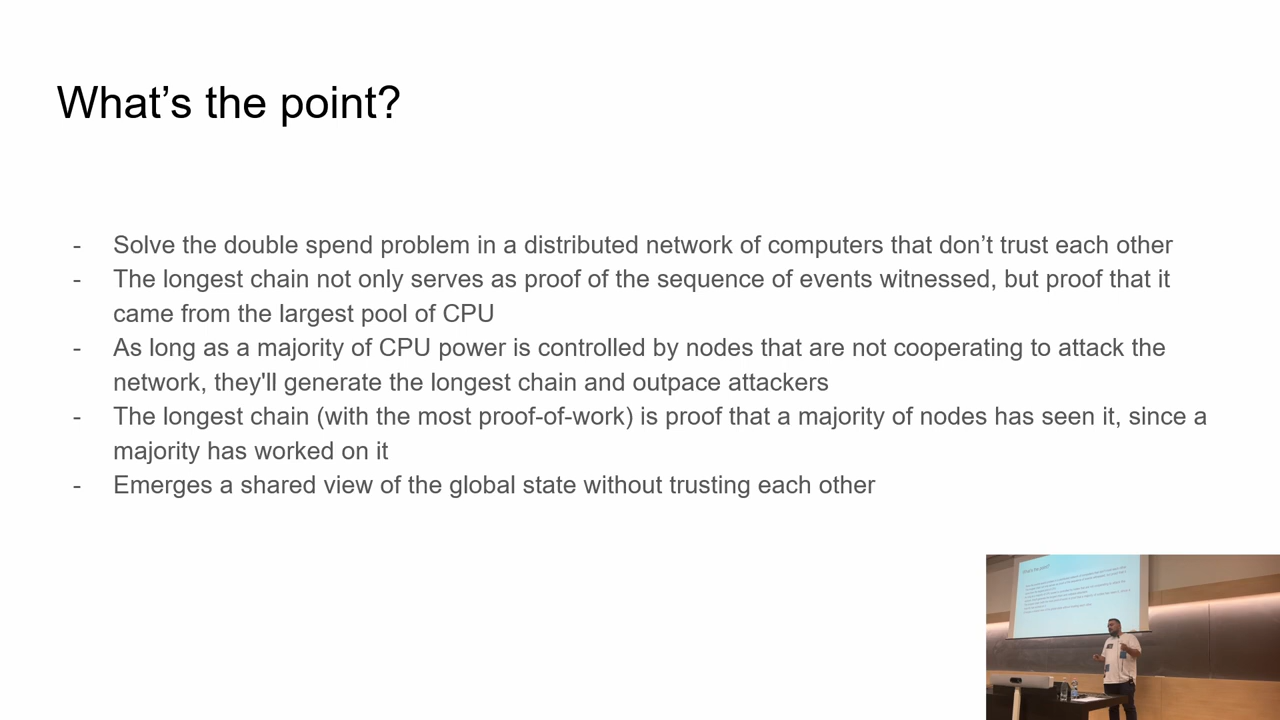 What’s the point?
- Solve the double spend problem in a distributed network of computers that don’t trust each other
- The longest chain not only serves as proof of the sequence of events witnessed, but proof that it
came from the largest pool of CPU
- As long as a majority of CPU power is controlled by nodes that are not cooperating to attack the
network, they'll generate the longest chain and outpace attackers
- The longest chain (with the most proof-of-work) is proof that a majority of nodes has seen it, since a
majority has worked on it
- Emerges a shared view of the global state without trusting each other